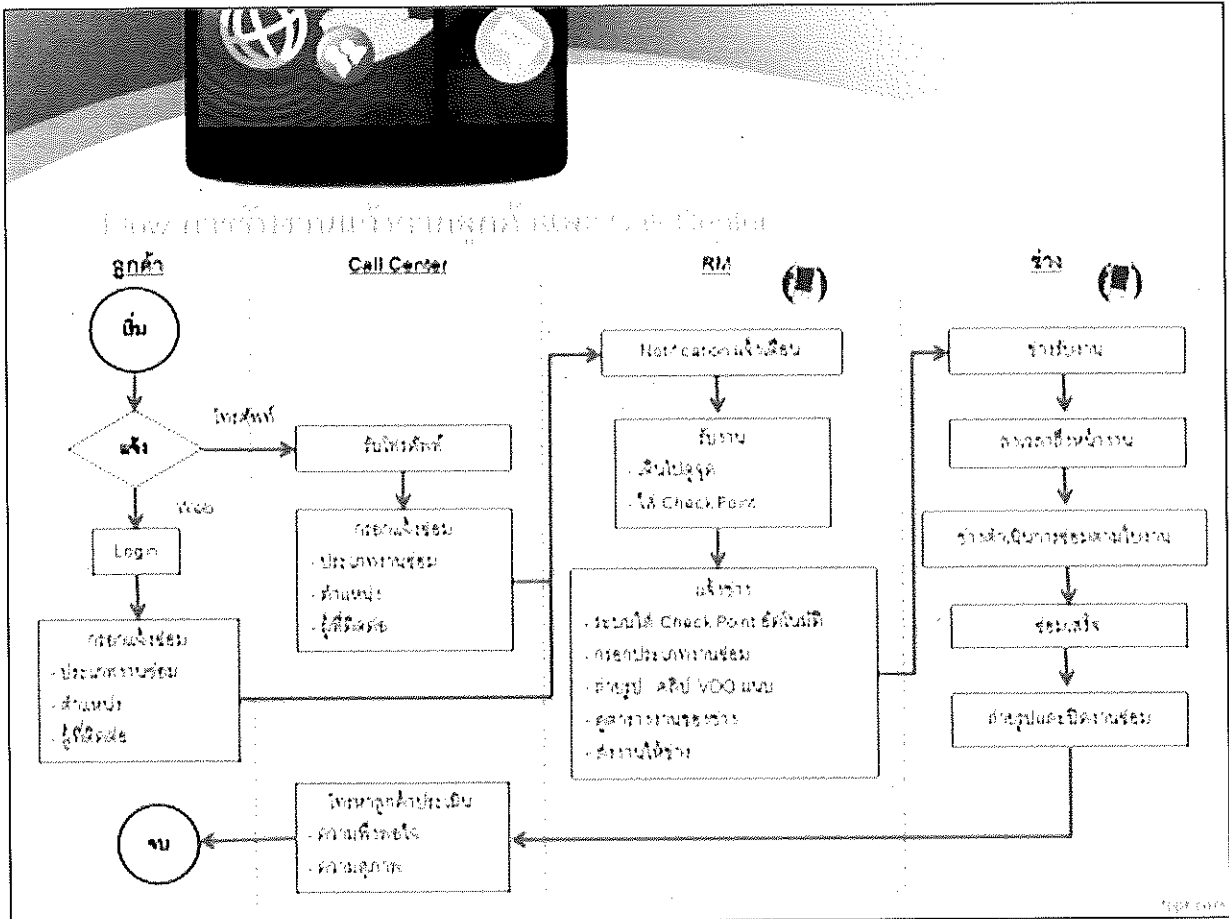 ลูกค้า
Call Center
RM
ช่าง
เริ่ม
แจ้ง
โทรศัพท์
Web
Login
กรอกแจ้งซ่อม
- ประเภทงานซ่อม
- ตำแหน่ง
- ผู้ที่ติดต่อ
รับโทรศัพท์
กรอกแจ้งซ่อม
- ประเภทงานซ่อม
- ตำแหน่ง
- ผู้ที่ติดต่อ
Notification แจ้งเตือน
รับงาน
- เดินไปดูจุด
- ใส่ Check Point
แจ้งช่าง
- ระบบใส่ Check Point อัตโนมัติ
- กรอกประเภทงานซ่อม
- ถ่ายรูป คลิป VDO แนบ
- ดูตารางงานของช่าง
- ส่งงานให้ช่าง
ช่างรับงาน
ลงเวลาถึงหน้างาน
ช่างดำเนินการซ่อมตามใบงาน
ซ่อมเสร็จ
ถ่ายรูปและปิดงานซ่อม
โทรหาลูกค้าประเมิน
- ความพึงพอใจ
- ความสุภาพ
จบ